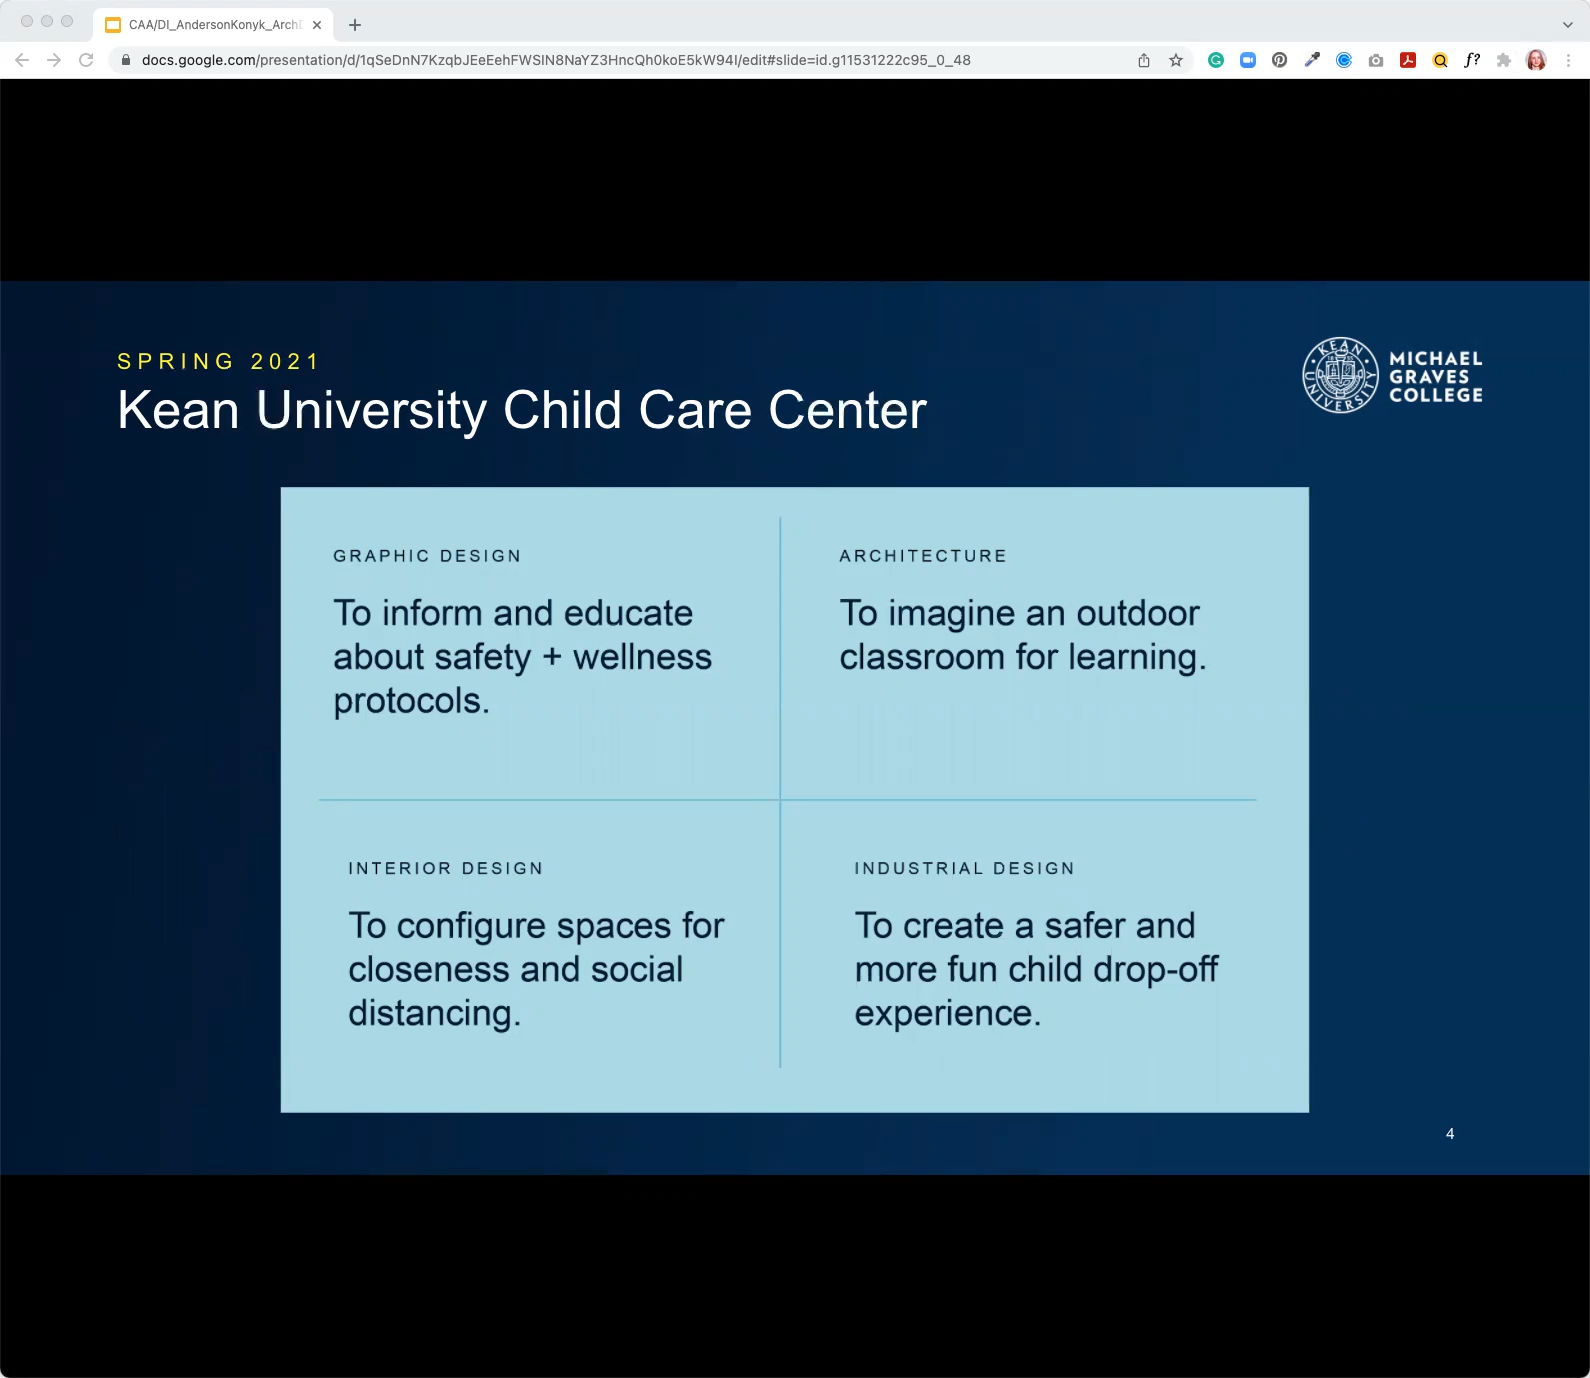 CAA/DI_AndersonKonyk_Arch
docs.google.com/presentation/d/1qSeDnN7KzqbJEeEehFWSIN8NaYZ3HncQh0koE5kW94I/edit#slide=id.g11531222c95_0_48
SPRING 2021
Kean University Child Care Center
KEAN UNIVERSITY
MICHAEL
GRAVES
COLLEGE
GRAPHIC DESIGN
To inform and educate
about safety + wellness
protocols.
ARCHITECTURE
To imagine an outdoor
classroom for learning.
INTERIOR DESIGN
To configure spaces for
closeness and social
distancing.
INDUSTRIAL DESIGN
To create a safer and
more fun child drop-off
experience.
4